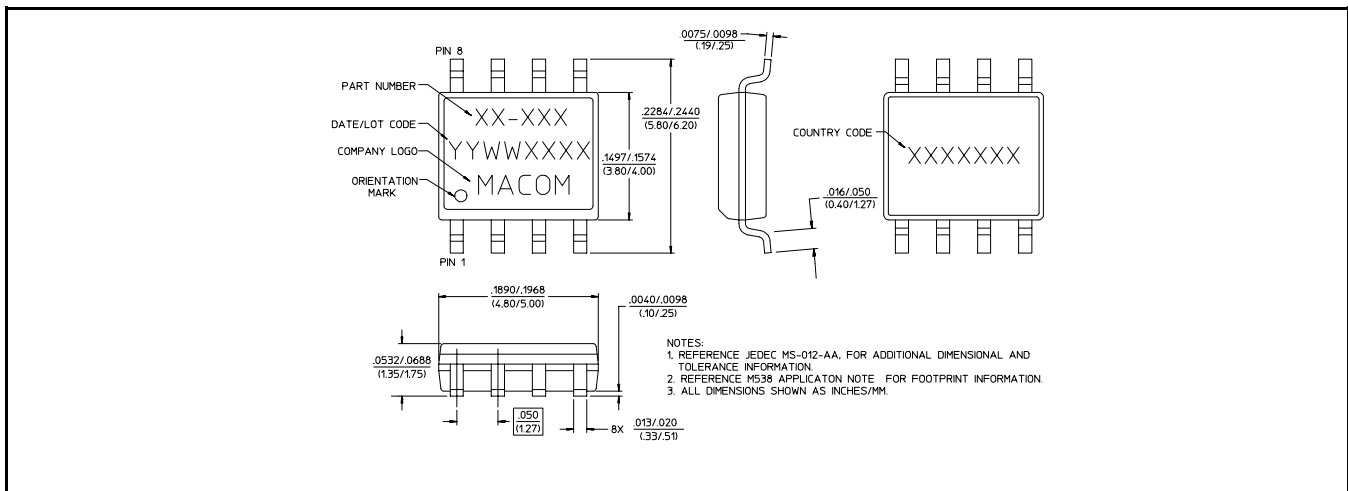 PIN 8
PART NUMBER
XX-XXX
DATE/LOT CODE
YYWWXXXX
COMPANY LOGO
MACOM
ORIENTATION
MARK
PIN 1
.2284/.2440
(5.80/6.20)
.1497/.1574
(3.80/4.00)
.0075/.0098
(.19/.25)
.016/.050
(0.40/1.27)
COUNTRY CODE
XXXXXXX
.1890/.1968
(4.80/5.00)
.0040/.0098
(.10/.25)
.0532/.0688
(1.35/1.75)
.050
(1.27)
8X .013/.020
(.33/.51)
NOTES:
1. REFERENCE JEDEC MS-012-AA, FOR ADDITIONAL DIMENSIONAL AND
TOLERANCE INFORMATION.
2. REFERENCE M538 APPLICATON NOTE FOR FOOTPRINT INFORMATION.
3. ALL DIMENSIONS SHOWN AS INCHES/MM.